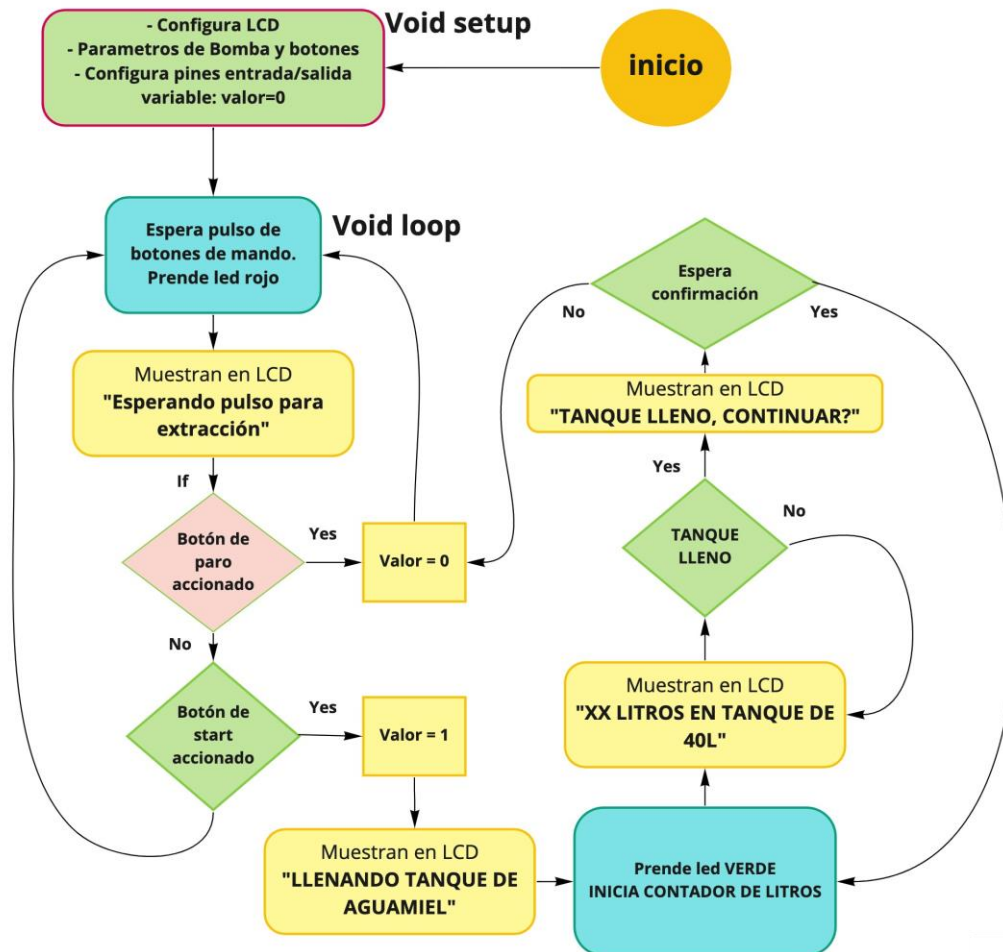 - Configura LCD
- Parametros de Bomba y botones
- Configura pines entrada/salida
variable: valor=0
Void setup
inicio
Espera pulso de
botones de mando.
Prende led rojo
Void loop
Muestran en LCD
"Esperando pulso para
extracción"
If
Botón de
paro
accionado
Yes
Valor = 0
No
Botón de
start
accionado
Yes
Valor = 1
Muestran en LCD
"LLENANDO TANQUE DE
AGUAMIEL"
Prende led VERDE
INICIA CONTADOR DE LITROS
Muestran en LCD
"XX LITROS EN TANQUE DE
40L"
TANQUE
LLENO
No
Yes
Muestran en LCD
"TANQUE LLENO, CONTINUAR?"
Espera
confirmación
No
Yes